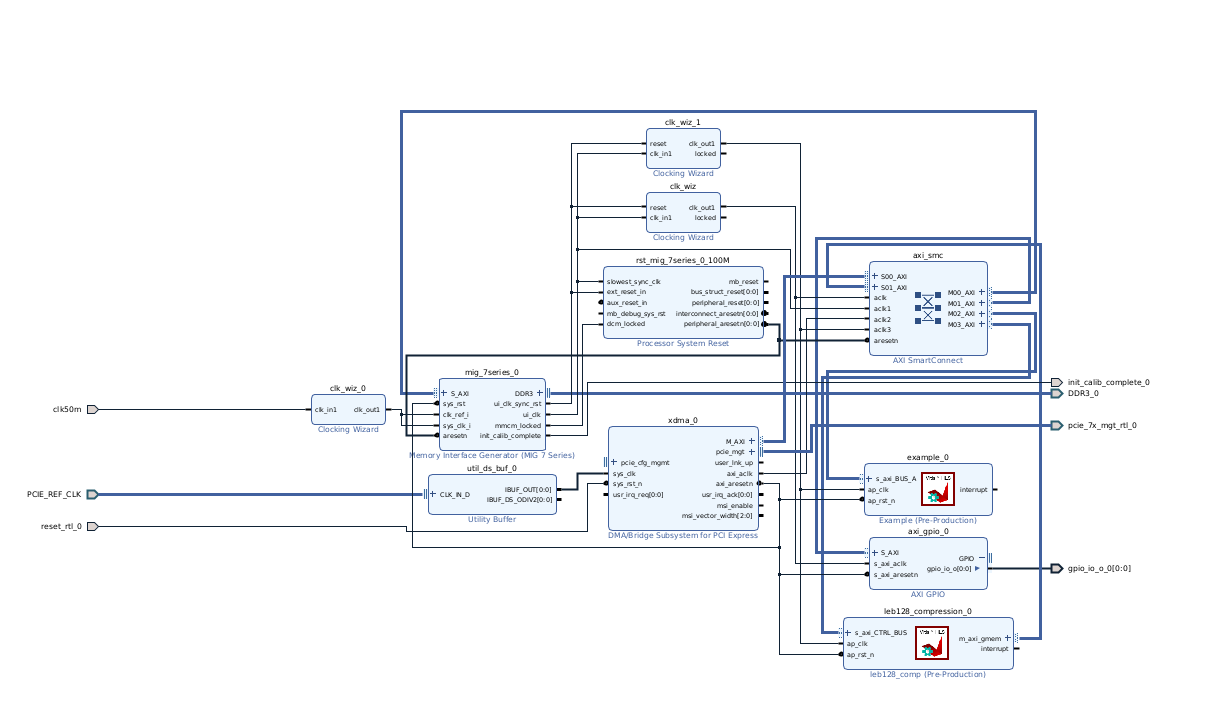 clk_wiz_1
reset
clk_in1
clk_out1
locked
Clocking Wizard
clk_wiz
reset
clk_in1
clk_out1
locked
Clocking Wizard
rst_mig_7series_0_100M
slowest_sync_clk
ext_reset_in
aux_reset_in
mb_debug_sys_rst
dcm_locked
mb_reset
bus_struct_reset[0:0]
peripheral_reset[0:0]
interconnect_aresetn[0:0]
peripheral_aresetn[0:0]
Processor System Reset
axi_smc
S00_AXI
S01_AXI
aclk
aclk1
aclk2
aclk3
aresetn
M00_AXI
M01_AXI
M02_AXI
M03_AXI
AXI SmartConnect
clk50m
clk_wiz_0
clk_in1
clk_out1
Clocking Wizard
mig_7series_0
S_AXI
sys_rst
clk_ref_i
sys_clk_i
aresetn
DDR3
ui_clk_sync_rst
ui_clk
mmcm_locked
init_calib_complete
Memory Interface Generator (MIG 7 Series)
init_calib_complete_0
DDR3_0
pcie_7x_mgt_rtl_0
PCIE_REF_CLK
reset_rtl_0
util_ds_buf_0
CLK_IN_D
IBUF_OUT[0:0]
IBUF_DS_ODIV2[0:0]
Utility Buffer
xdma_0
pcie_cfg_mgmt
sys_clk
sys_rst_n
usr_irq_req[0:0]
M_AXI
pcie_mgt
user_lnk_up
axi_aclk
axi_aresetn
usr_irq_ack[0:0]
msi_enable
msi_vector_width[2:0]
DMA/Bridge Subsystem for PCI Express
example_0
s_axi_BUS_A
ap_clk
ap_rst_n
interrupt
Example (Pre-Production)
axi_gpio_0
S_AXI
s_axi_aclk
s_axi_aresetn
GPIO
gpio_io_o[0:0]
AXI GPIO
gpio_io_o_0[0:0]
leb128_compression_0
s_axi_CTRL_BUS
ap_clk
ap_rst_n
m_axi_gmem
interrupt
leb128_comp (Pre-Production)